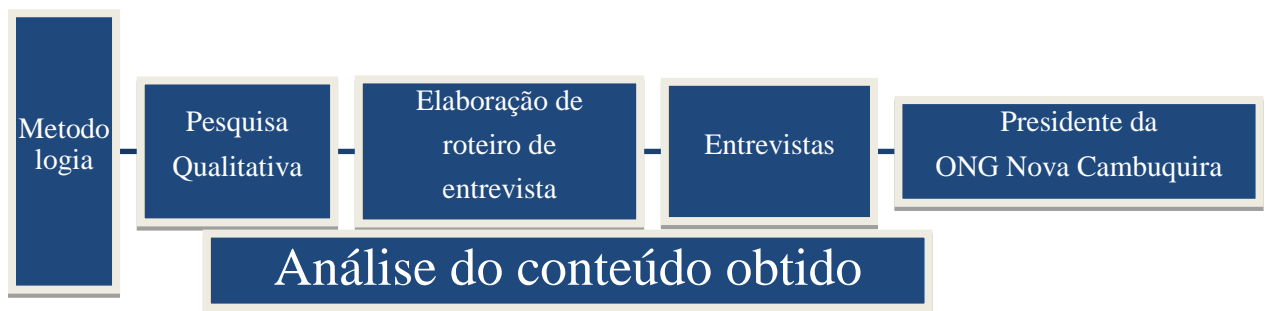 Metodo
logia
Pesquisa
Qualitativa
Elaboração de
roteiro de
entrevista
Entrevistas
Presidente da
ONG Nova Cambuquira
Análise do conteúdo obtido